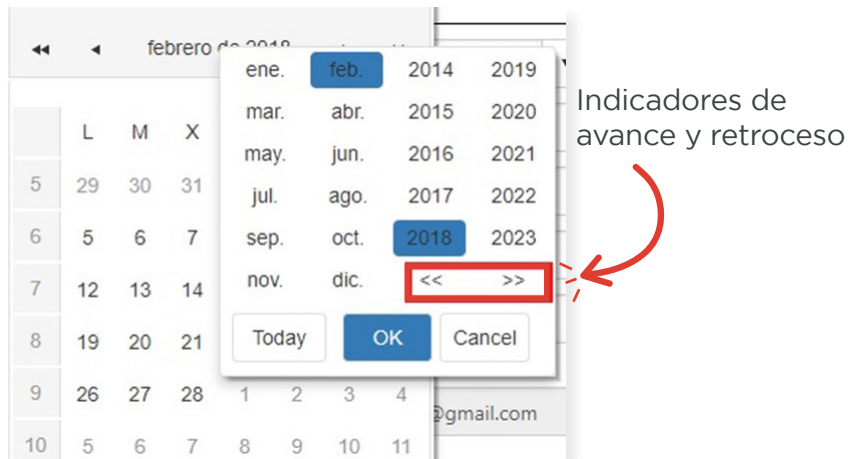 ◄◄ ◄ febrero de 2018
ene. feb. 2014 2019
mar. abr. 2015 2020
may. jun. 2016 2021
jul. ago. 2017 2022
sep. oct. 2018 2023
nov. dic. << >>
Today OK Cancel
L M X
5 29 30 31
6 5 6 7
7 12 13 14
8 19 20 21
9 26 27 28 1 2 3 4
10 5 6 7 8 9 10 11
@gmail.com
Indicadores de
avance y retroceso